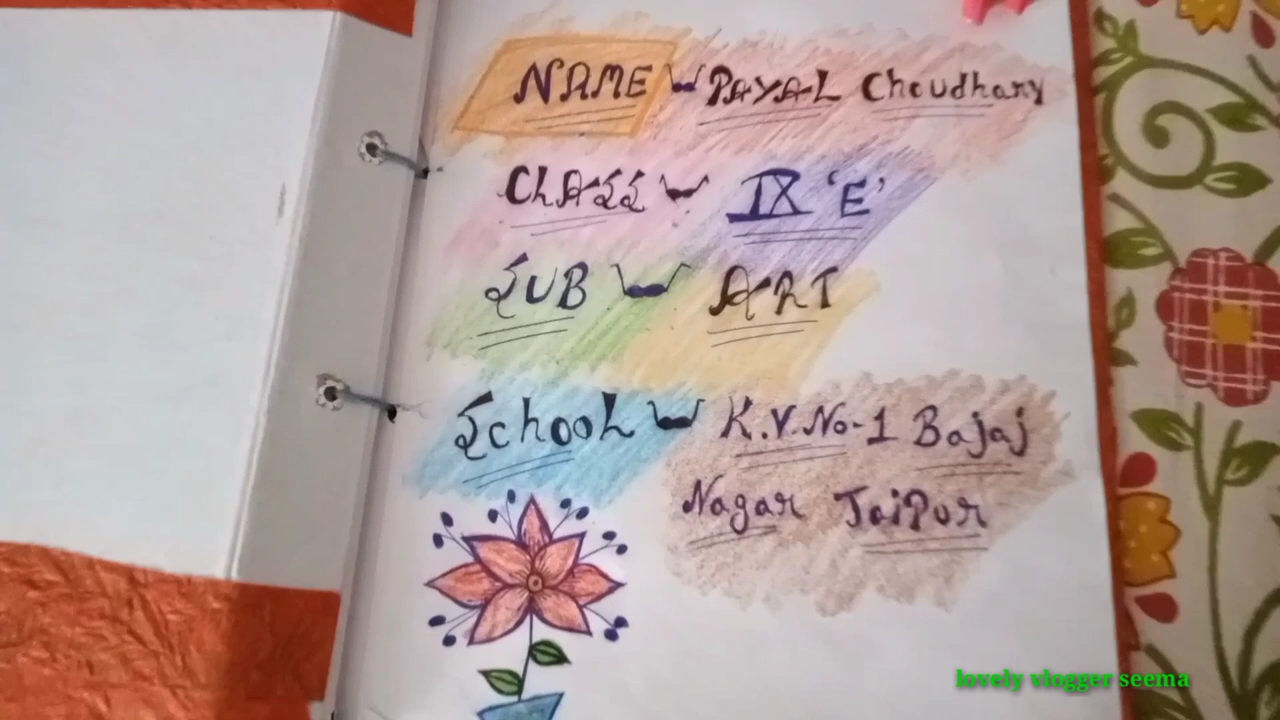 NAME - PAYAL Choudhary
CLASS - IX 'E'
SUB - ART
SchooL - K.V.No-1 Bajaj
Nagar JaiPur
lovely vlogger seema